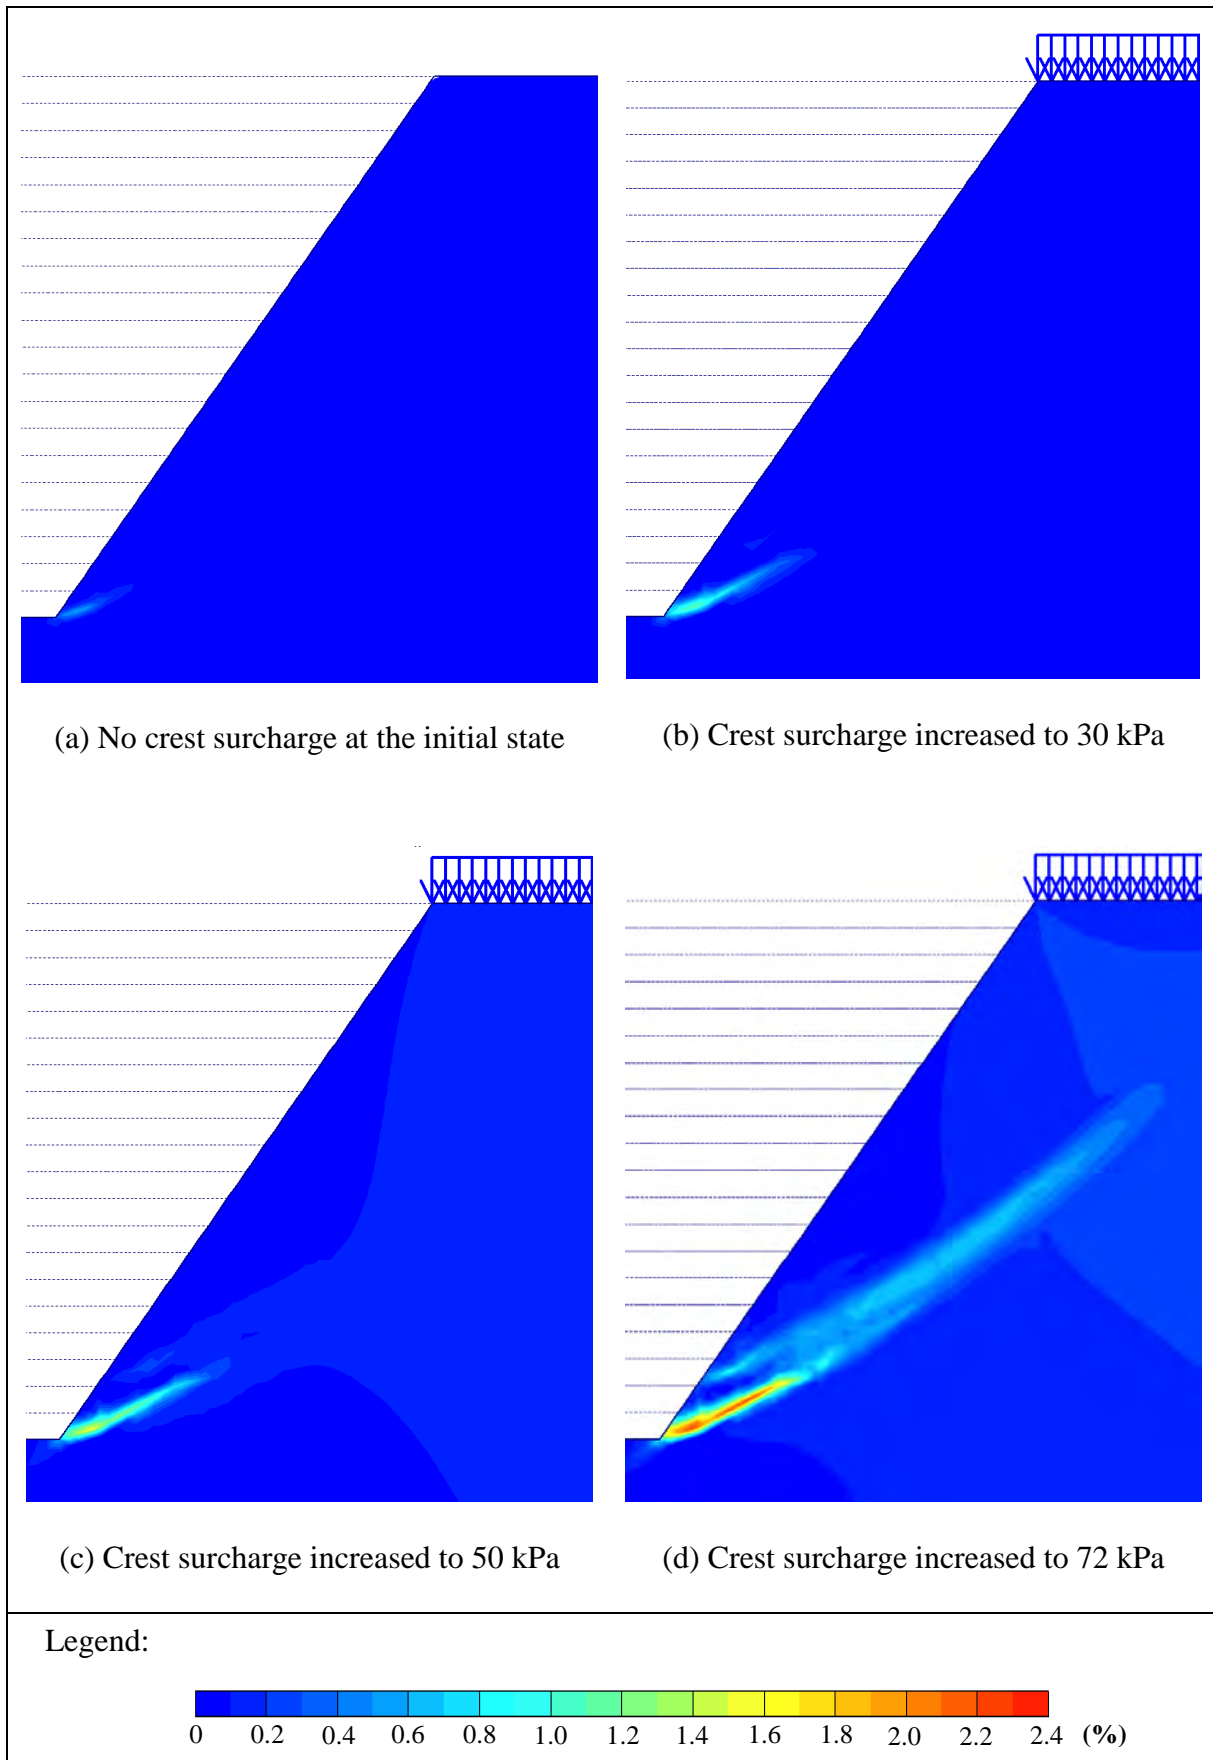 (a) No crest surcharge at the initial state
(b) Crest surcharge increased to 30 kPa
(c) Crest surcharge increased to 50 kPa
(d) Crest surcharge increased to 72 kPa
Legend:
0 0.2 0.4 0.6 0.8 1.0 1.2 1.4 1.6 1.8 2.0 2.2 2.4 (%)